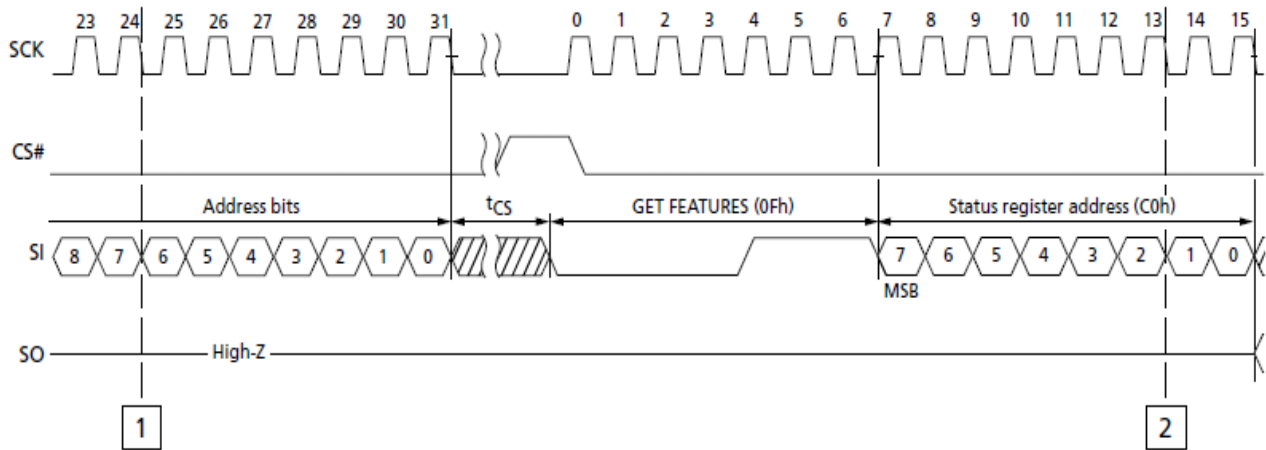 23 24 25 26 27 28 29 30 31 0 1 2 3 4 5 6 7 8 9 10 11 12 13 14 15
SCK
CS#
Address bits tCS GET FEATURES (0Fh) Status register address (C0h)
SI 8 7 6 5 4 3 2 1 0 7 6 5 4 3 2 1 0
MSB
SO High-Z
1 2